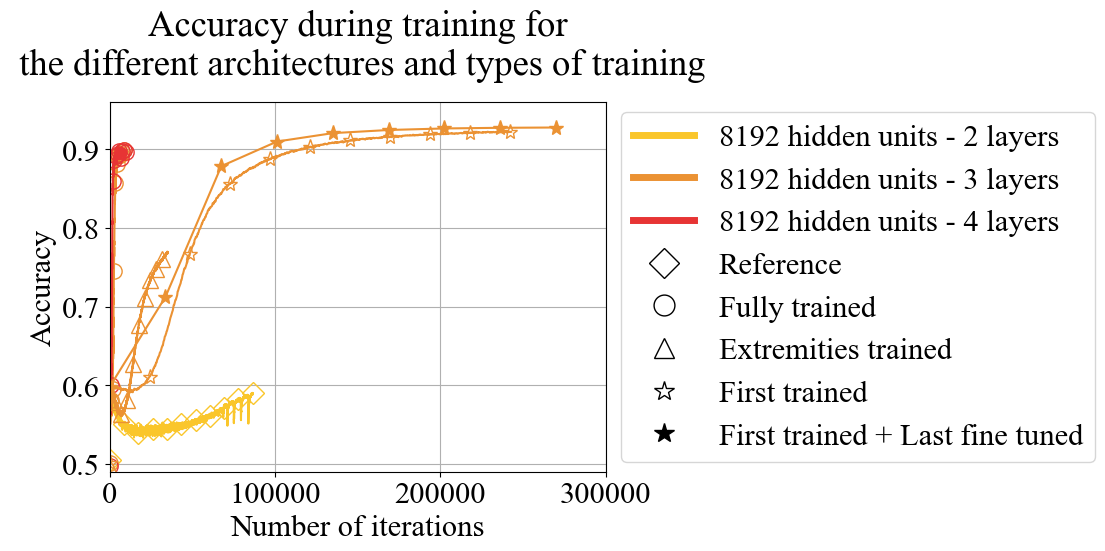 Accuracy during training for
the different architectures and types of training
Accuracy
0.9
0.8
0.7
0.6
0.5
0
100000
200000
300000
Number of iterations
8192 hidden units - 2 layers
8192 hidden units - 3 layers
8192 hidden units - 4 layers
Reference
Fully trained
Extremities trained
First trained
First trained + Last fine tuned